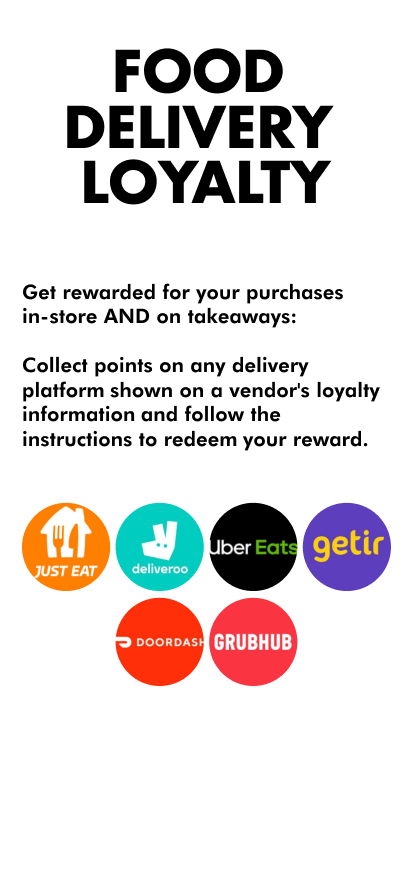 FOOD
DELIVERY
LOYALTY
Get rewarded for your purchases
in-store AND on takeaways:
Collect points on any delivery
platform shown on a vendor's loyalty
information and follow the
instructions to redeem your reward.
JUST EAT
deliveroo
Uber Eats
getir
DOORDASH
GRUBHUB